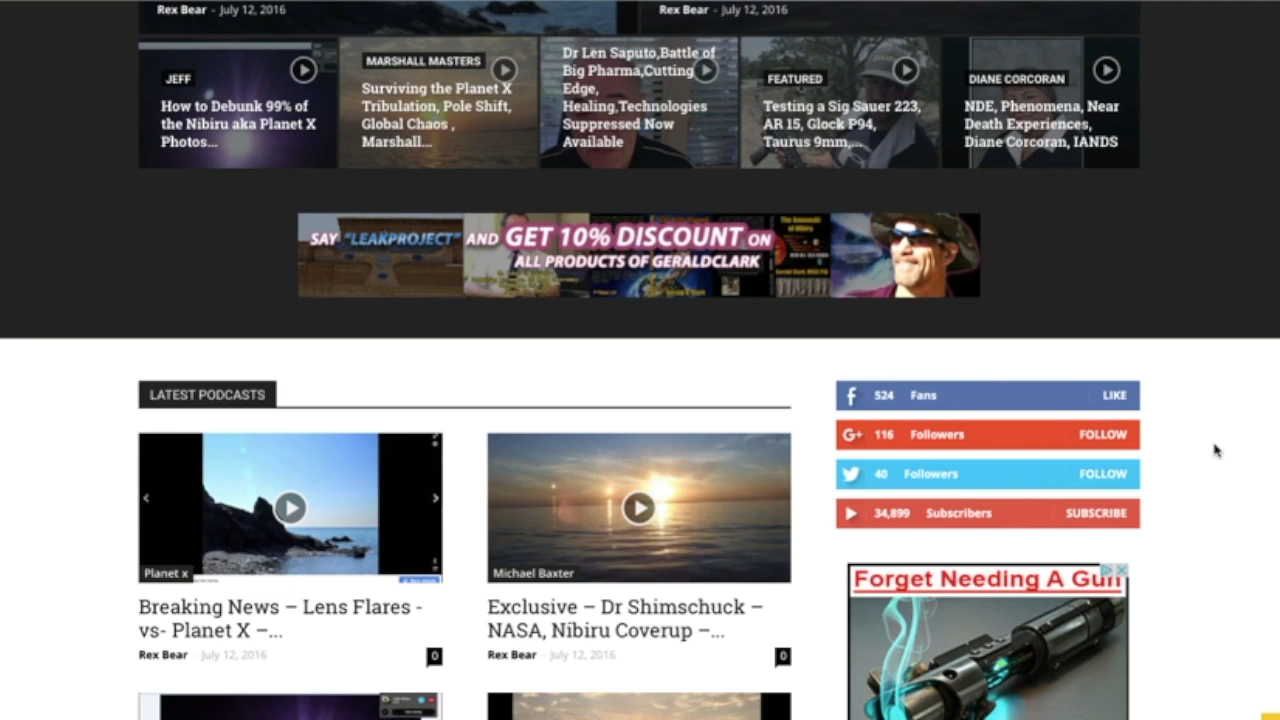 Rex Bear - July 12, 2016
Rex Bear - July 12, 2016
JEFF
How to Debunk 99% of
the Nibiru aka Planet X
Photos...
MARSHALL MASTERS
Surviving the Planet X
Tribulation, Pole Shift,
Global Chaos ,
Marshall...
Dr Len Saputo,Battle of
Big Pharma,Cutting
Edge,
Healing,Technologies
Suppressed Now
Available
FEATURED
Testing a Sig Sauer 223,
AR 15, Glock P94,
Taurus 9mm,...
DIANE CORCORAN
NDE, Phenomena, Near
Death Experiences,
Diane Corcoran, IANDS
SAY "LEAKPROJECT" AND GET 10% DISCOUNT ON
ALL PRODUCTS OF GERALDCLARK
LATEST PODCASTS
Planet x
Breaking News – Lens Flares -
vs- Planet X –...
Rex Bear - July 12, 2016
0
Michael Baxter
Exclusive – Dr Shimschuck –
NASA, Nibiru Coverup –...
Rex Bear - July 12, 2016
0
524 Fans LIKE
G+ 116 Followers FOLLOW
40 Followers FOLLOW
34,899 Subscribers SUBSCRIBE
Forget Needing A Gun